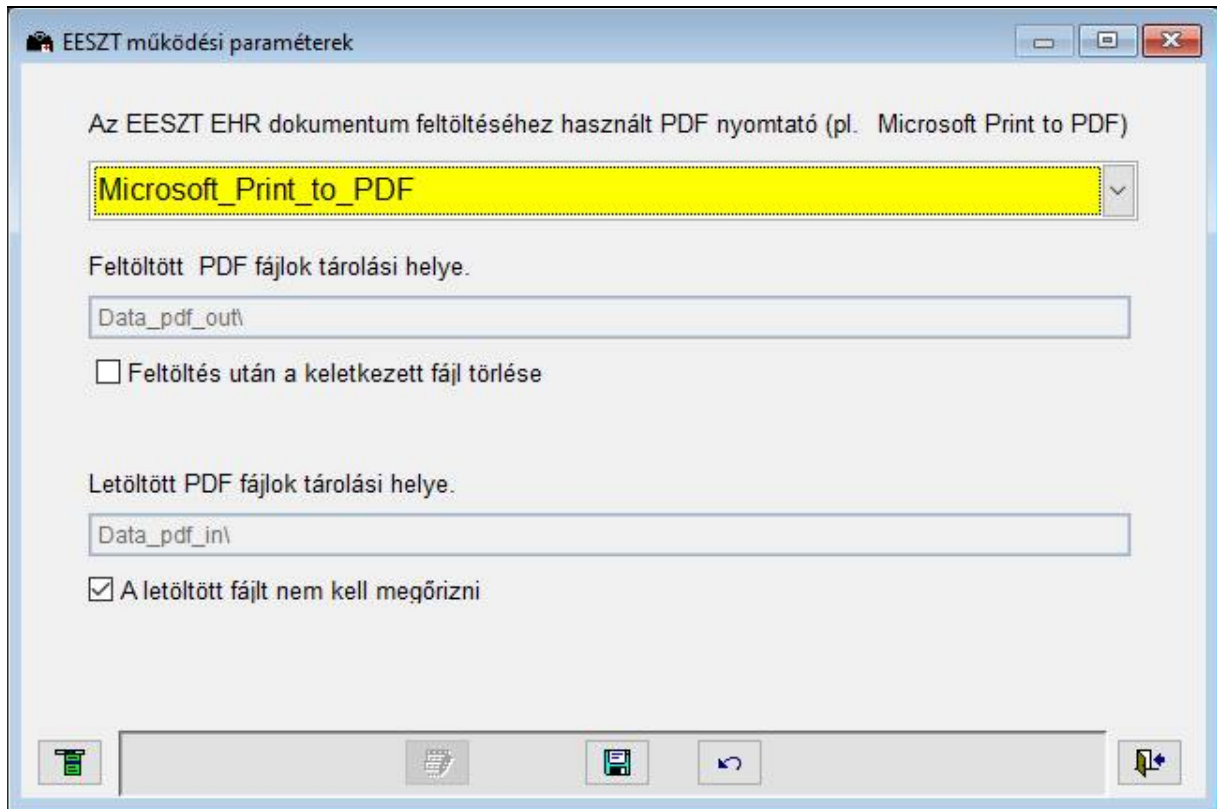 EESZT működési paraméterek
Az EESZT EHR dokumentum feltöltéséhez használt PDF nyomtató (pl. Microsoft Print to PDF)
Microsoft_Print_to_PDF
Feltöltött PDF fájlok tárolási helye.
Data_pdf_out\
Feltöltés után a keletkezett fájl törlése
Letöltött PDF fájlok tárolási helye.
Data_pdf_in\
A letöltött fájlt nem kell megőrizni